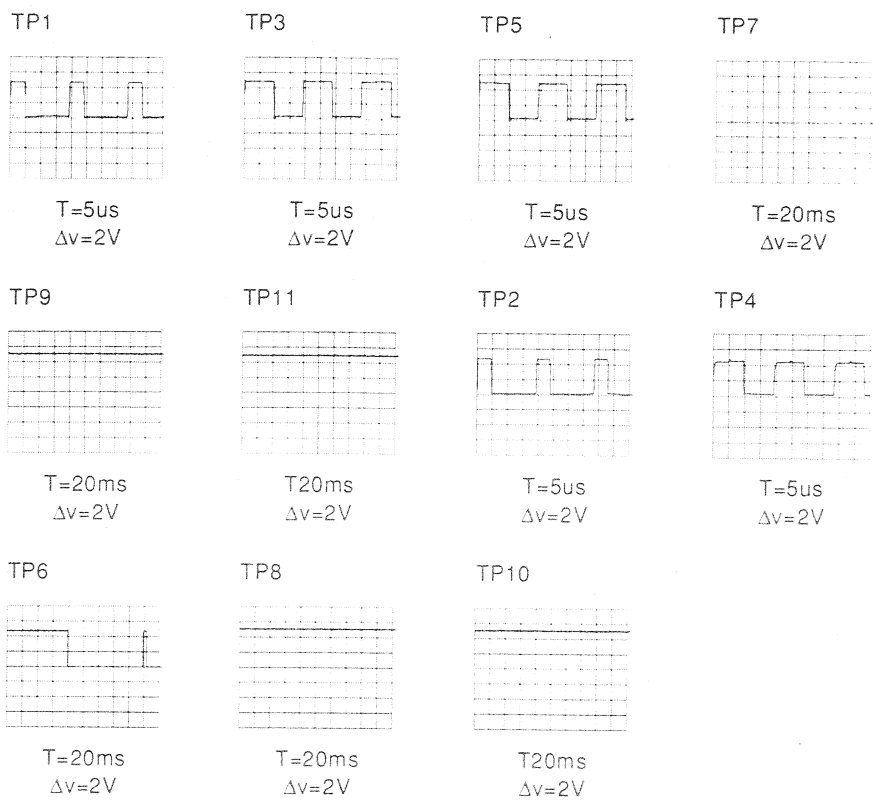 TP1 TP3 TP5 TP7
T=5us T=5us T=5us T=20ms
Δv=2V Δv=2V Δv=2V Δv=2V
TP9 TP11 TP2 TP4
T=20ms T20ms T=5us T=5us
Δv=2V Δv=2V Δv=2V Δv=2V
TP6 TP8 TP10
T=20ms T=20ms T20ms
Δv=2V Δv=2V Δv=2V